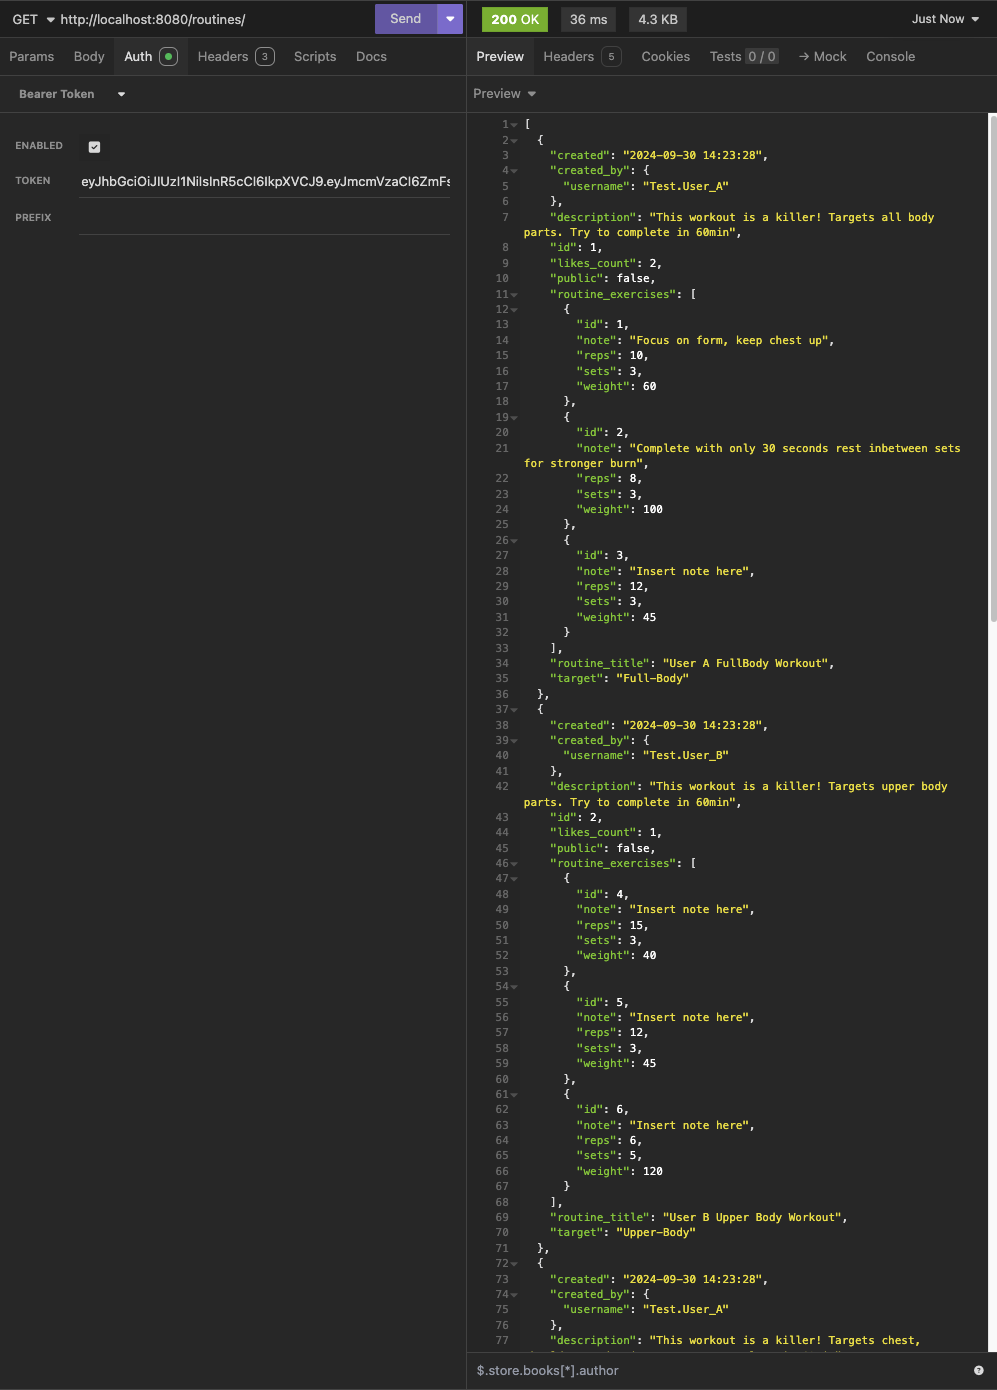 GET http://localhost:8080/routines/ Send 200 OK 36 ms 4.3 KB Just Now
Params Body Auth Headers 3 Scripts Docs Preview Headers 5 Cookies Tests 0 / 0 → Mock Console
Bearer Token Preview
ENABLED
TOKEN eyJhbGciOiJIUzI1NiIsInR5cCI6IkpXVCJ9.eyJmcmVzaCI6ZmFs
PREFIX
1 [
2 {
3 "created": "2024-09-30 14:23:28",
4 "created_by": {
5 "username": "Test.User_A"
6 },
7 "description": "This workout is a killer! Targets all body
parts. Try to complete in 60min",
8 "id": 1,
9 "likes_count": 2,
10 "public": false,
11 "routine_exercises": [
12 {
13 "id": 1,
14 "note": "Focus on form, keep chest up",
15 "reps": 10,
16 "sets": 3,
17 "weight": 60
18 },
19 {
20 "id": 2,
21 "note": "Complete with only 30 seconds rest inbetween sets
for stronger burn",
22 "reps": 8,
23 "sets": 3,
24 "weight": 100
25 },
26 {
27 "id": 3,
28 "note": "Insert note here",
29 "reps": 12,
30 "sets": 3,
31 "weight": 45
32 }
33 ],
34 "routine_title": "User A FullBody Workout",
35 "target": "Full-Body"
36 },
37 {
38 "created": "2024-09-30 14:23:28",
39 "created_by": {
40 "username": "Test.User_B"
41 },
42 "description": "This workout is a killer! Targets upper body
parts. Try to complete in 60min",
43 "id": 2,
44 "likes_count": 1,
45 "public": false,
46 "routine_exercises": [
47 {
48 "id": 4,
49 "note": "Insert note here",
50 "reps": 15,
51 "sets": 3,
52 "weight": 40
53 },
54 {
55 "id": 5,
56 "note": "Insert note here",
57 "reps": 12,
58 "sets": 3,
59 "weight": 45
60 },
61 {
62 "id": 6,
63 "note": "Insert note here",
64 "reps": 6,
65 "sets": 5,
66 "weight": 120
67 }
68 ],
69 "routine_title": "User B Upper Body Workout",
70 "target": "Upper-Body"
71 },
72 {
73 "created": "2024-09-30 14:23:28",
74 "created_by": {
75 "username": "Test.User_A"
76 },
77 "description": "This workout is a killer! Targets chest,
$.store.books[*].author